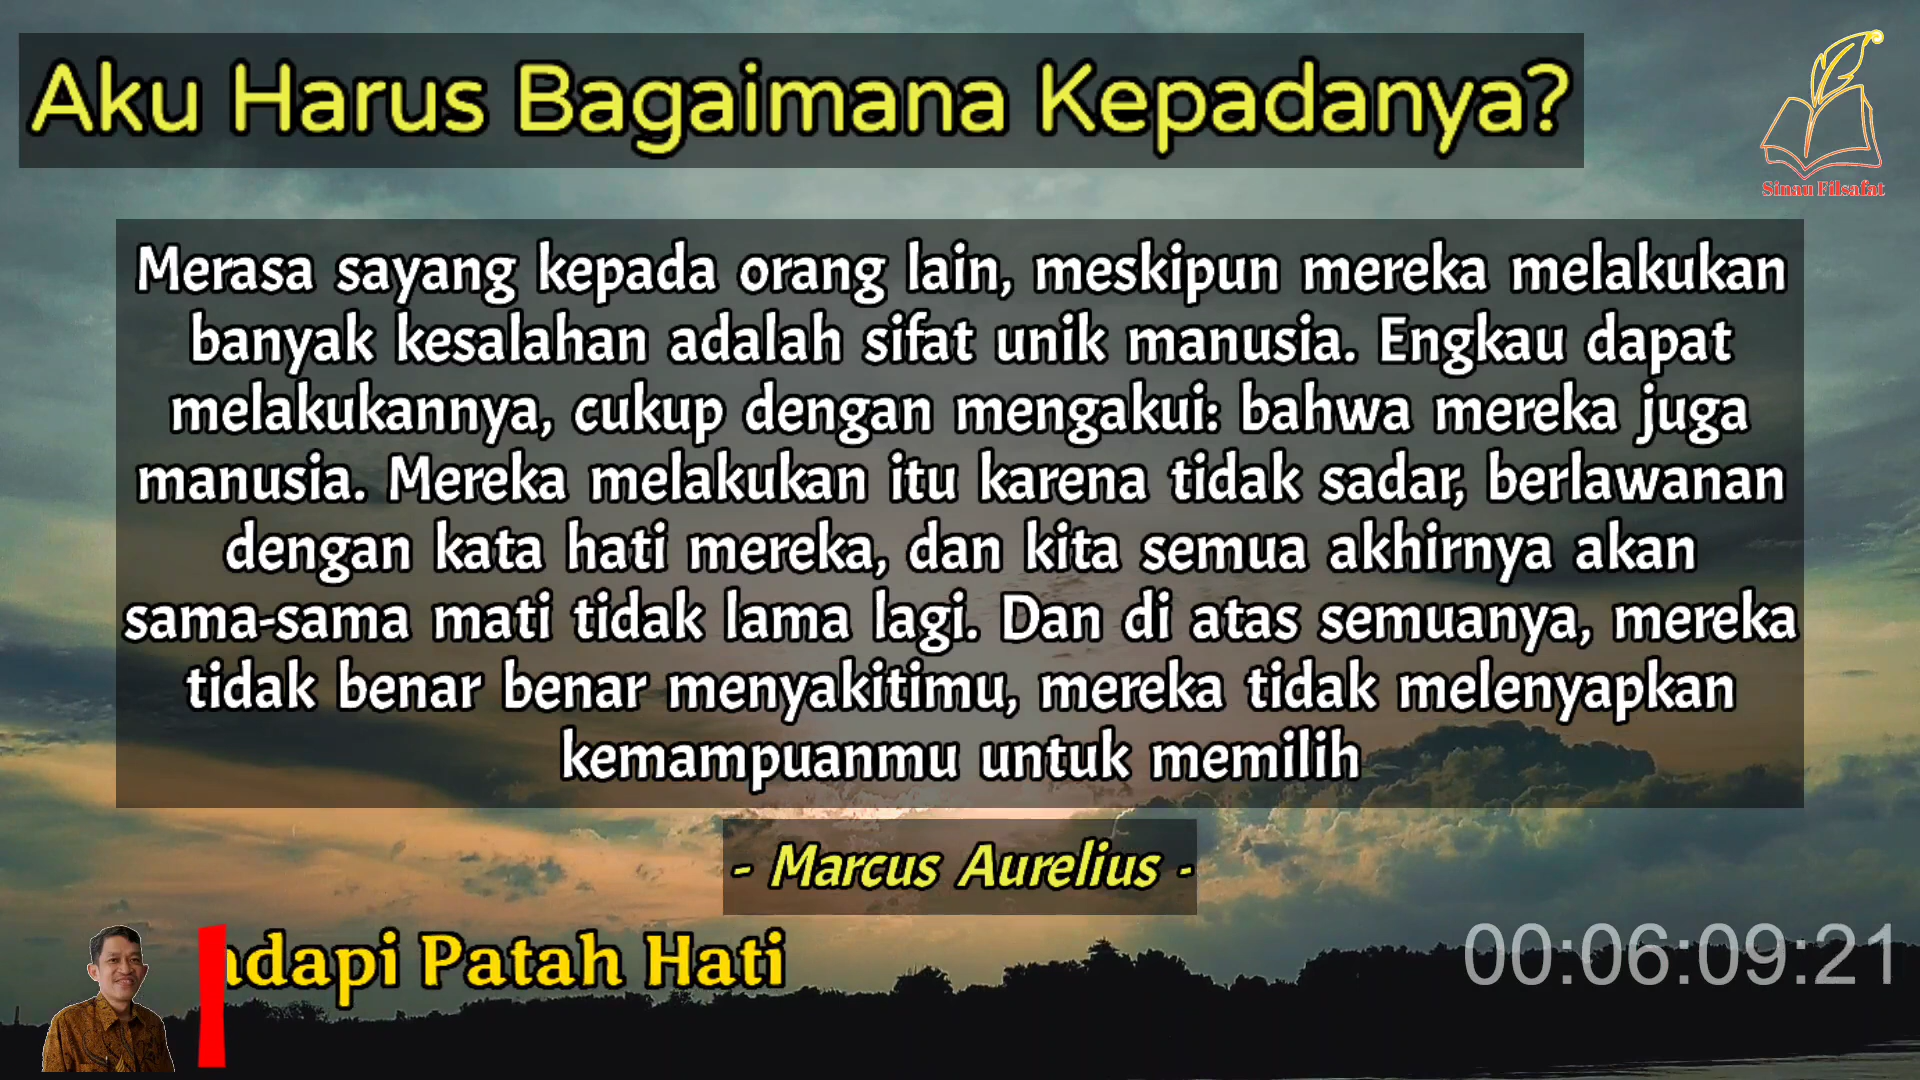 Aku Harus Bagaimana Kepadanya?
Sinau Filsafat
Merasa sayang kepada orang lain, meskipun mereka melakukan
banyak kesalahan adalah sifat unik manusia. Engkau dapat
melakukannya, cukup dengan mengakui: bahwa mereka juga
manusia. Mereka melakukan itu karena tidak sadar, berlawanan
dengan kata hati mereka, dan kita semua akhirnya akan
sama-sama mati tidak lama lagi. Dan di atas semuanya, mereka
tidak benar benar menyakitimu, mereka tidak melenyapkan
kemampuanmu untuk memilih
- Marcus Aurelius -
adapi Patah Hati
00:06:09:21